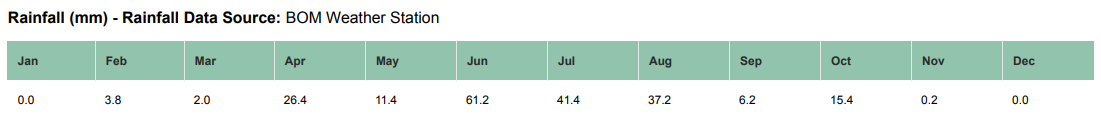 Rainfall (mm) - Rainfall Data Source: BOM Weather Station
Jan Feb Mar Apr May Jun Jul Aug Sep Oct Nov Dec
0.0 3.8 2.0 26.4 11.4 61.2 41.4 37.2 6.2 15.4 0.2 0.0